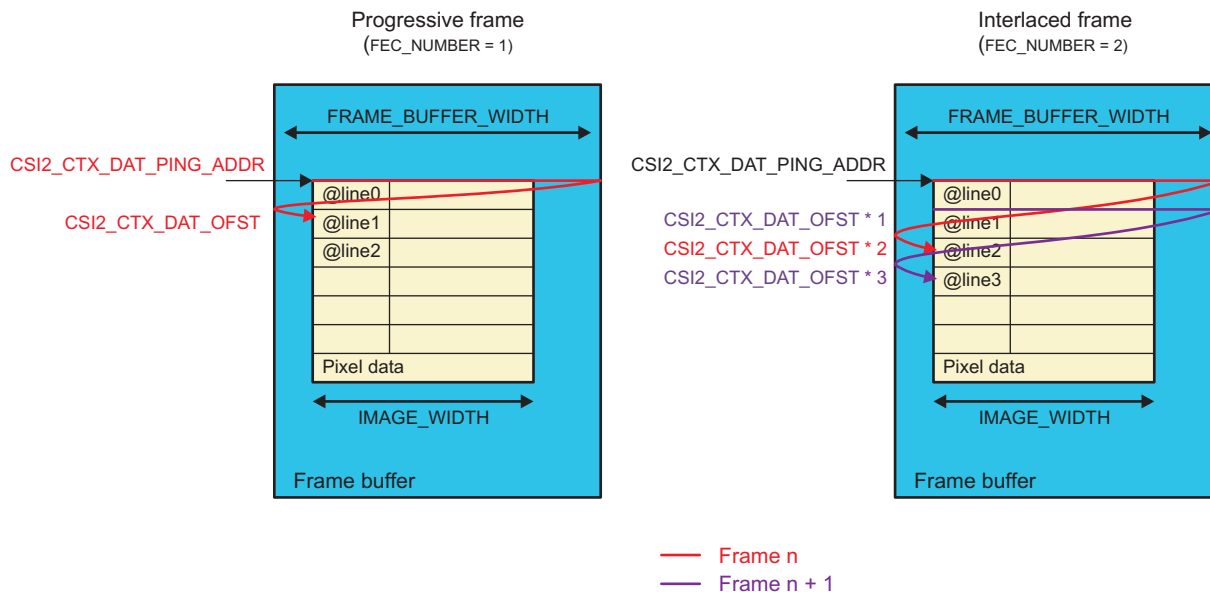 Progressive frame
(FEC_NUMBER = 1)
FRAME_BUFFER_WIDTH
CSI2_CTX_DAT_PING_ADDR
@line0
CSI2_CTX_DAT_OFST
@line1
@line2
Pixel data
IMAGE_WIDTH
Frame buffer
Interlaced frame
(FEC_NUMBER = 2)
FRAME_BUFFER_WIDTH
CSI2_CTX_DAT_PING_ADDR
@line0
CSI2_CTX_DAT_OFST * 1
@line1
CSI2_CTX_DAT_OFST * 2
@line2
CSI2_CTX_DAT_OFST * 3
@line3
Pixel data
IMAGE_WIDTH
Frame buffer
Frame n
Frame n + 1